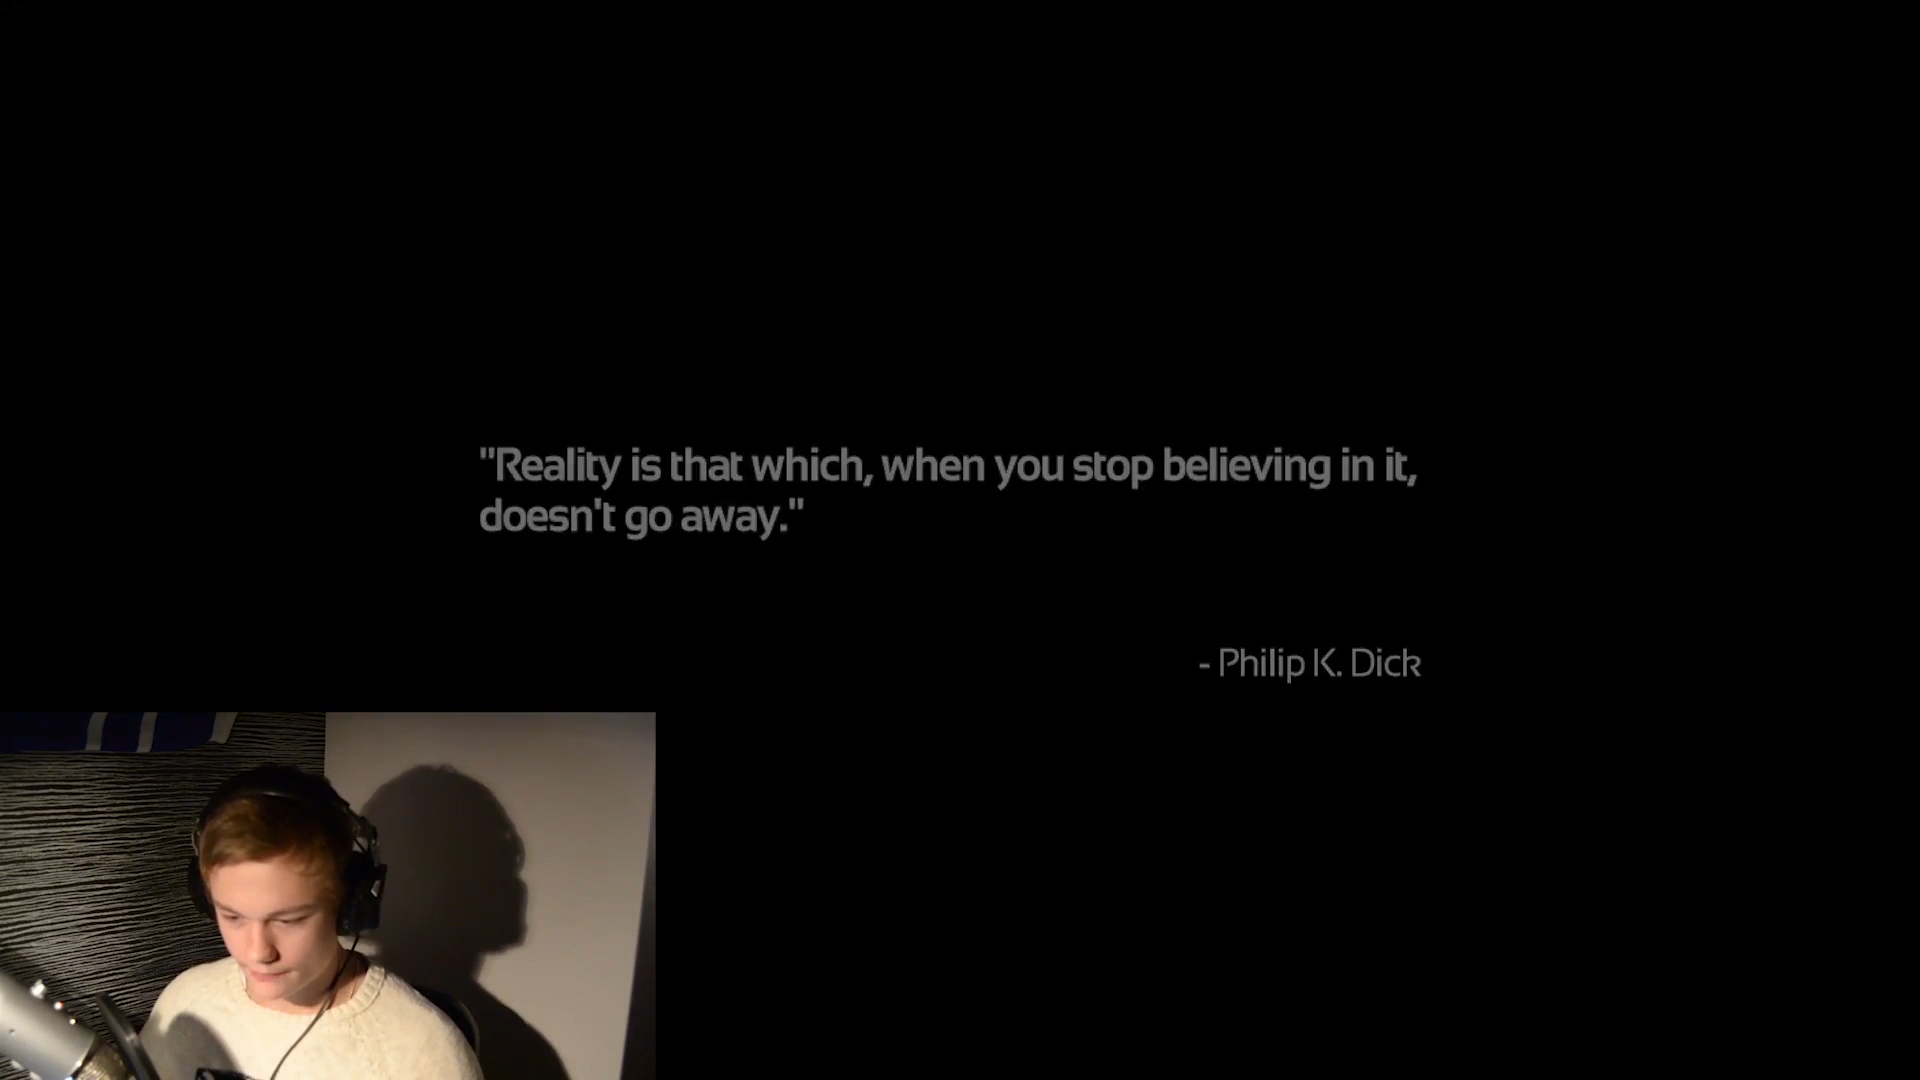 "Reality is that which, when you stop believing in it,
doesn't go away."
- Philip K. Dick